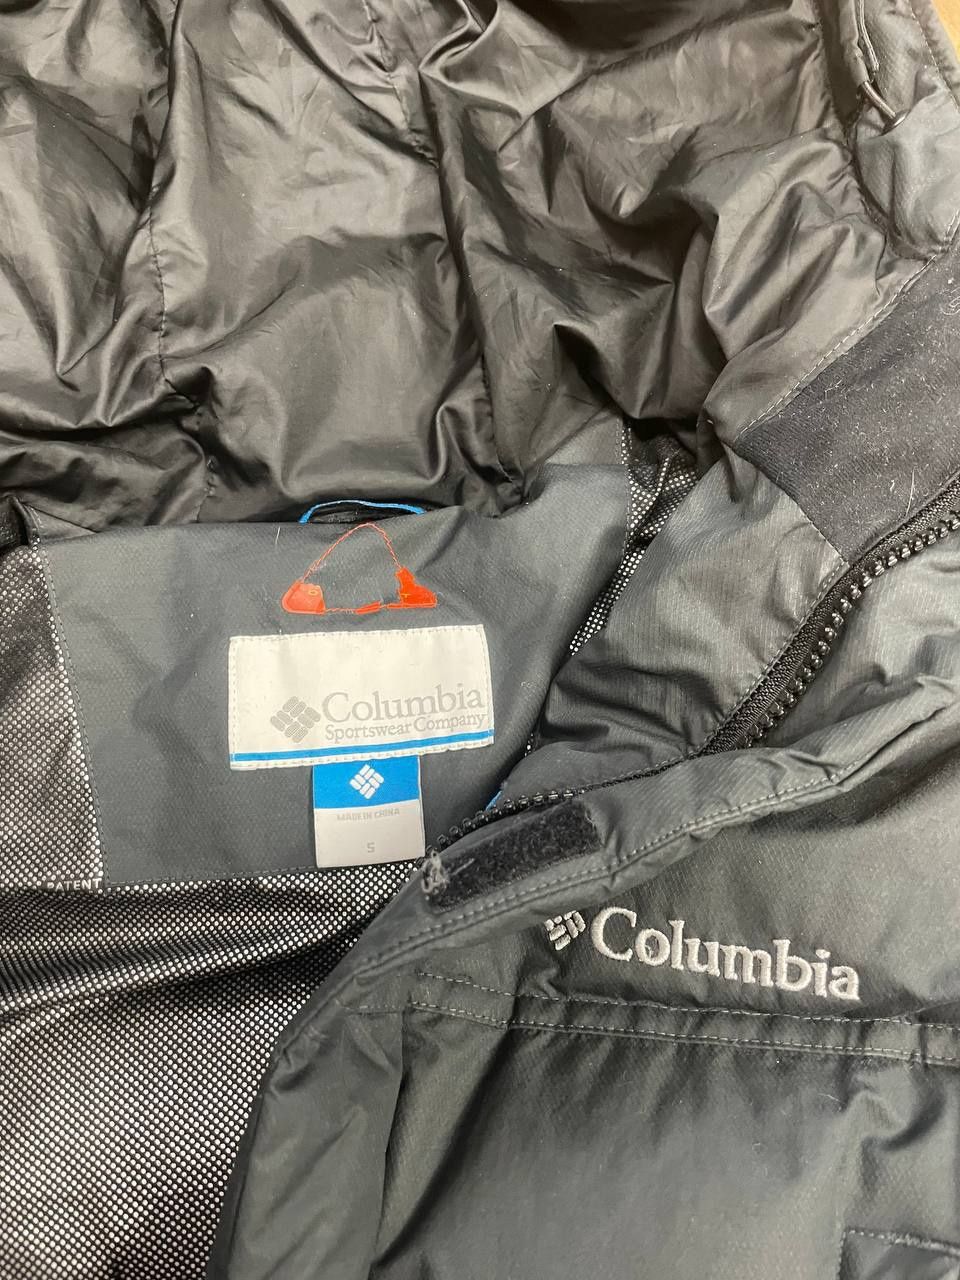 Columbia
Sportswear Company
MADE IN CHINA
S
PATENT
Columbia